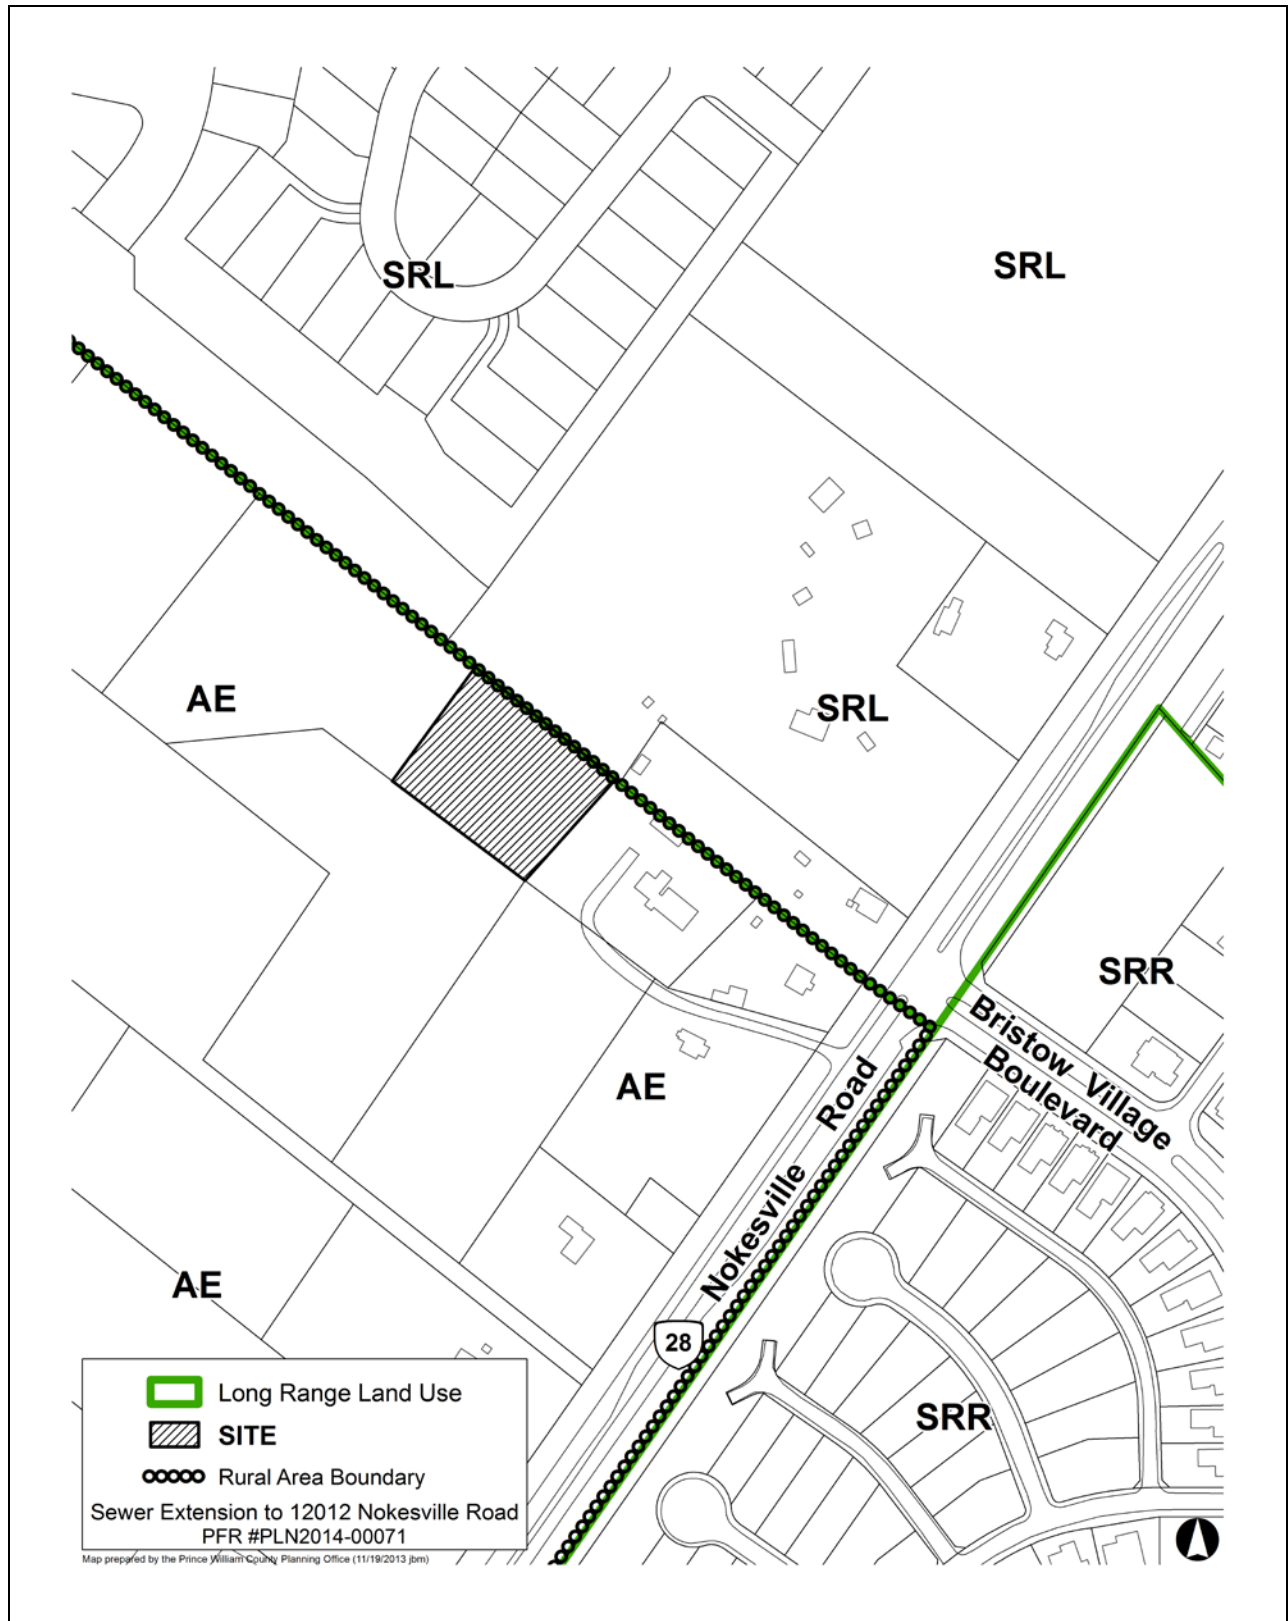 SRL
SRL
AE
SRL
SRR
Bristow Village
Boulevard
AE
Nokesville Road
AE
28
SRR
Long Range Land Use
SITE
Rural Area Boundary
Sewer Extension to 12012 Nokesville Road
PFR #PLN2014-00071
Map prepared by the Prince William County Planning Office (11/19/2013 jbm)